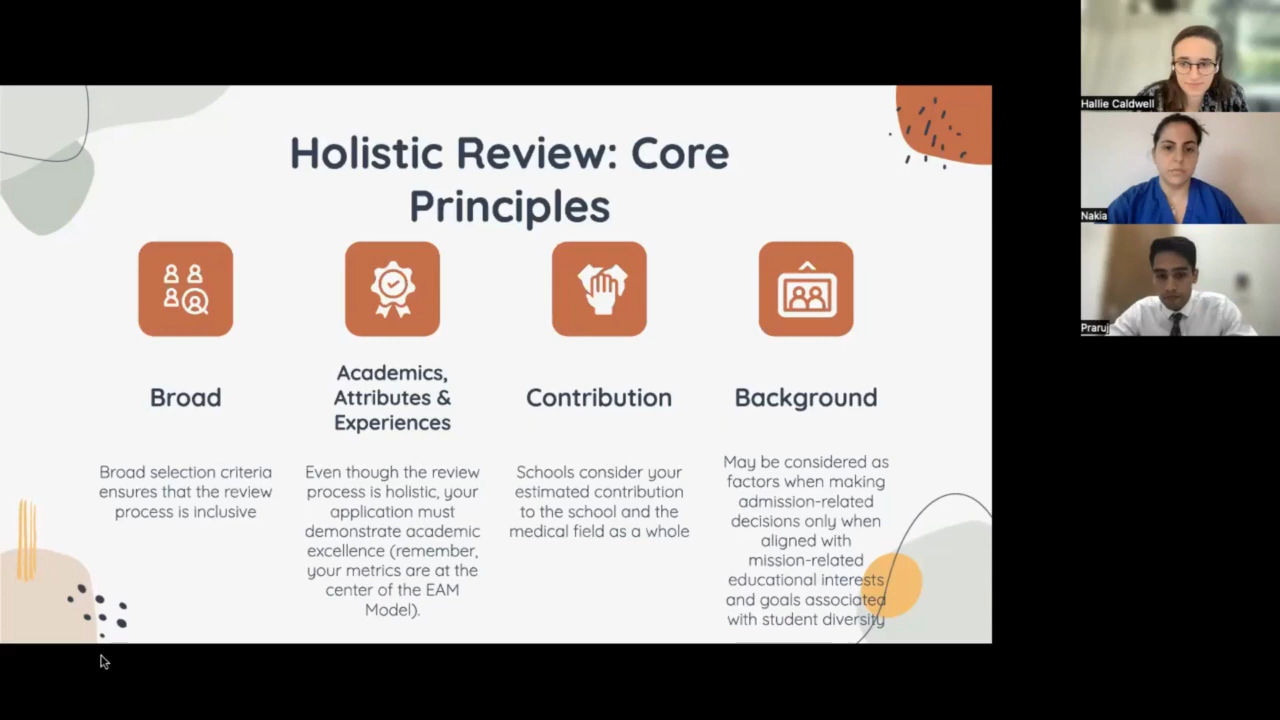 Holistic Review: Core
Principles
Broad
Broad selection criteria
ensures that the review
process is inclusive
Academics,
Attributes &
Experiences
Even though the review
process is holistic, your
application must
demonstrate academic
excellence (remember,
your metrics are at the
center of the EAM
Model).
Contribution
Schools consider your
estimated contribution
to the school and the
medical field as a whole
Background
May be considered as
factors when making
admission-related
decisions only when
aligned with
mission-related
educational interests
and goals associated
with student diversity
Hallie Caldwell
Nakia
Praruj